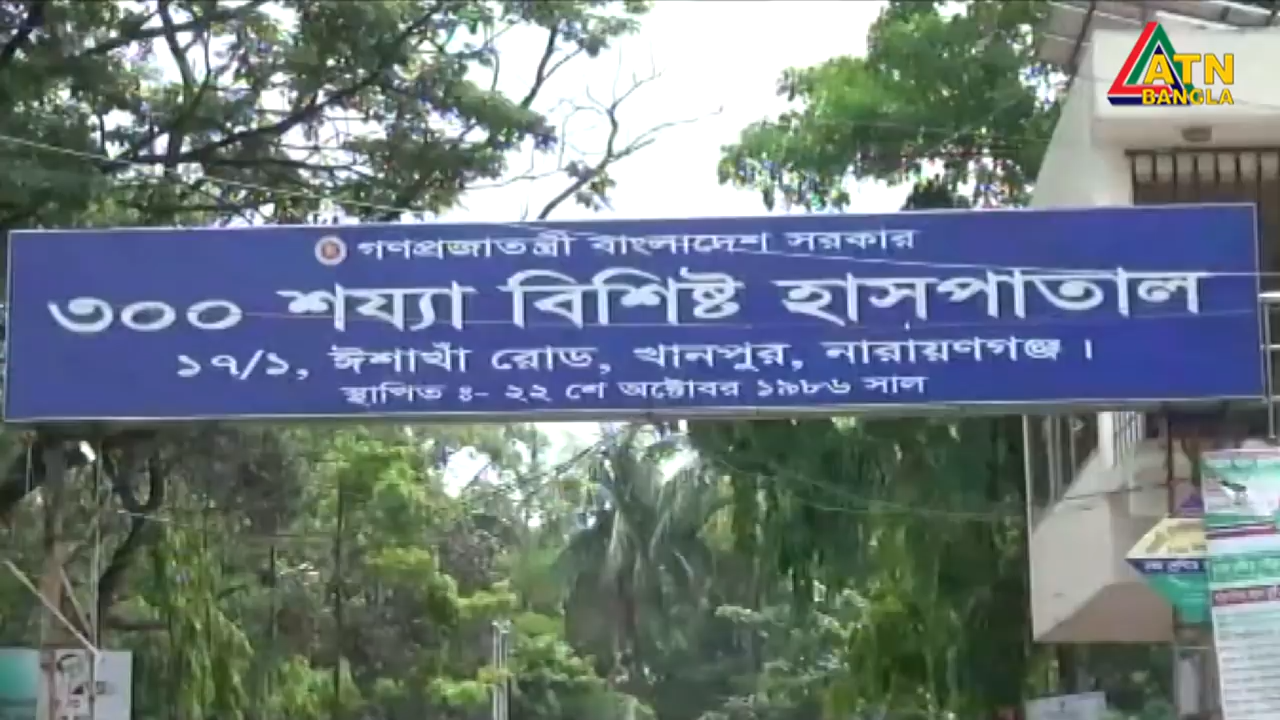 ATN
BANGLA
গণপ্রজাতন্ত্রী বাংলাদেশ সরকার
৩০০ শয্যা বিশিষ্ট হাসপাতাল
১৭/১, ঈশাখাঁ রোড, খানপুর, নারায়ণগঞ্জ ।
স্থাপিত ঃ- ২২ শে অক্টোবর ১৯৮৬ সাল